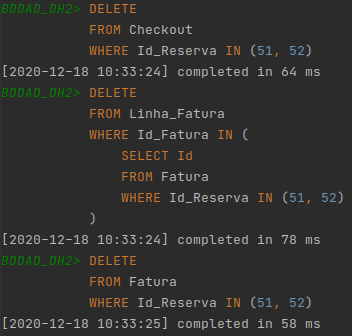 BDDAD_DH2> DELETE
FROM Checkout
WHERE Id_Reserva IN (51, 52)
[2020-12-18 10:33:24] completed in 64 ms
BDDAD_DH2> DELETE
FROM Linha_Fatura
WHERE Id_Fatura IN (
SELECT Id
FROM Fatura
WHERE Id_Reserva IN (51, 52)
)
[2020-12-18 10:33:24] completed in 78 ms
BDDAD_DH2> DELETE
FROM Fatura
WHERE Id_Reserva IN (51, 52)
[2020-12-18 10:33:25] completed in 58 ms